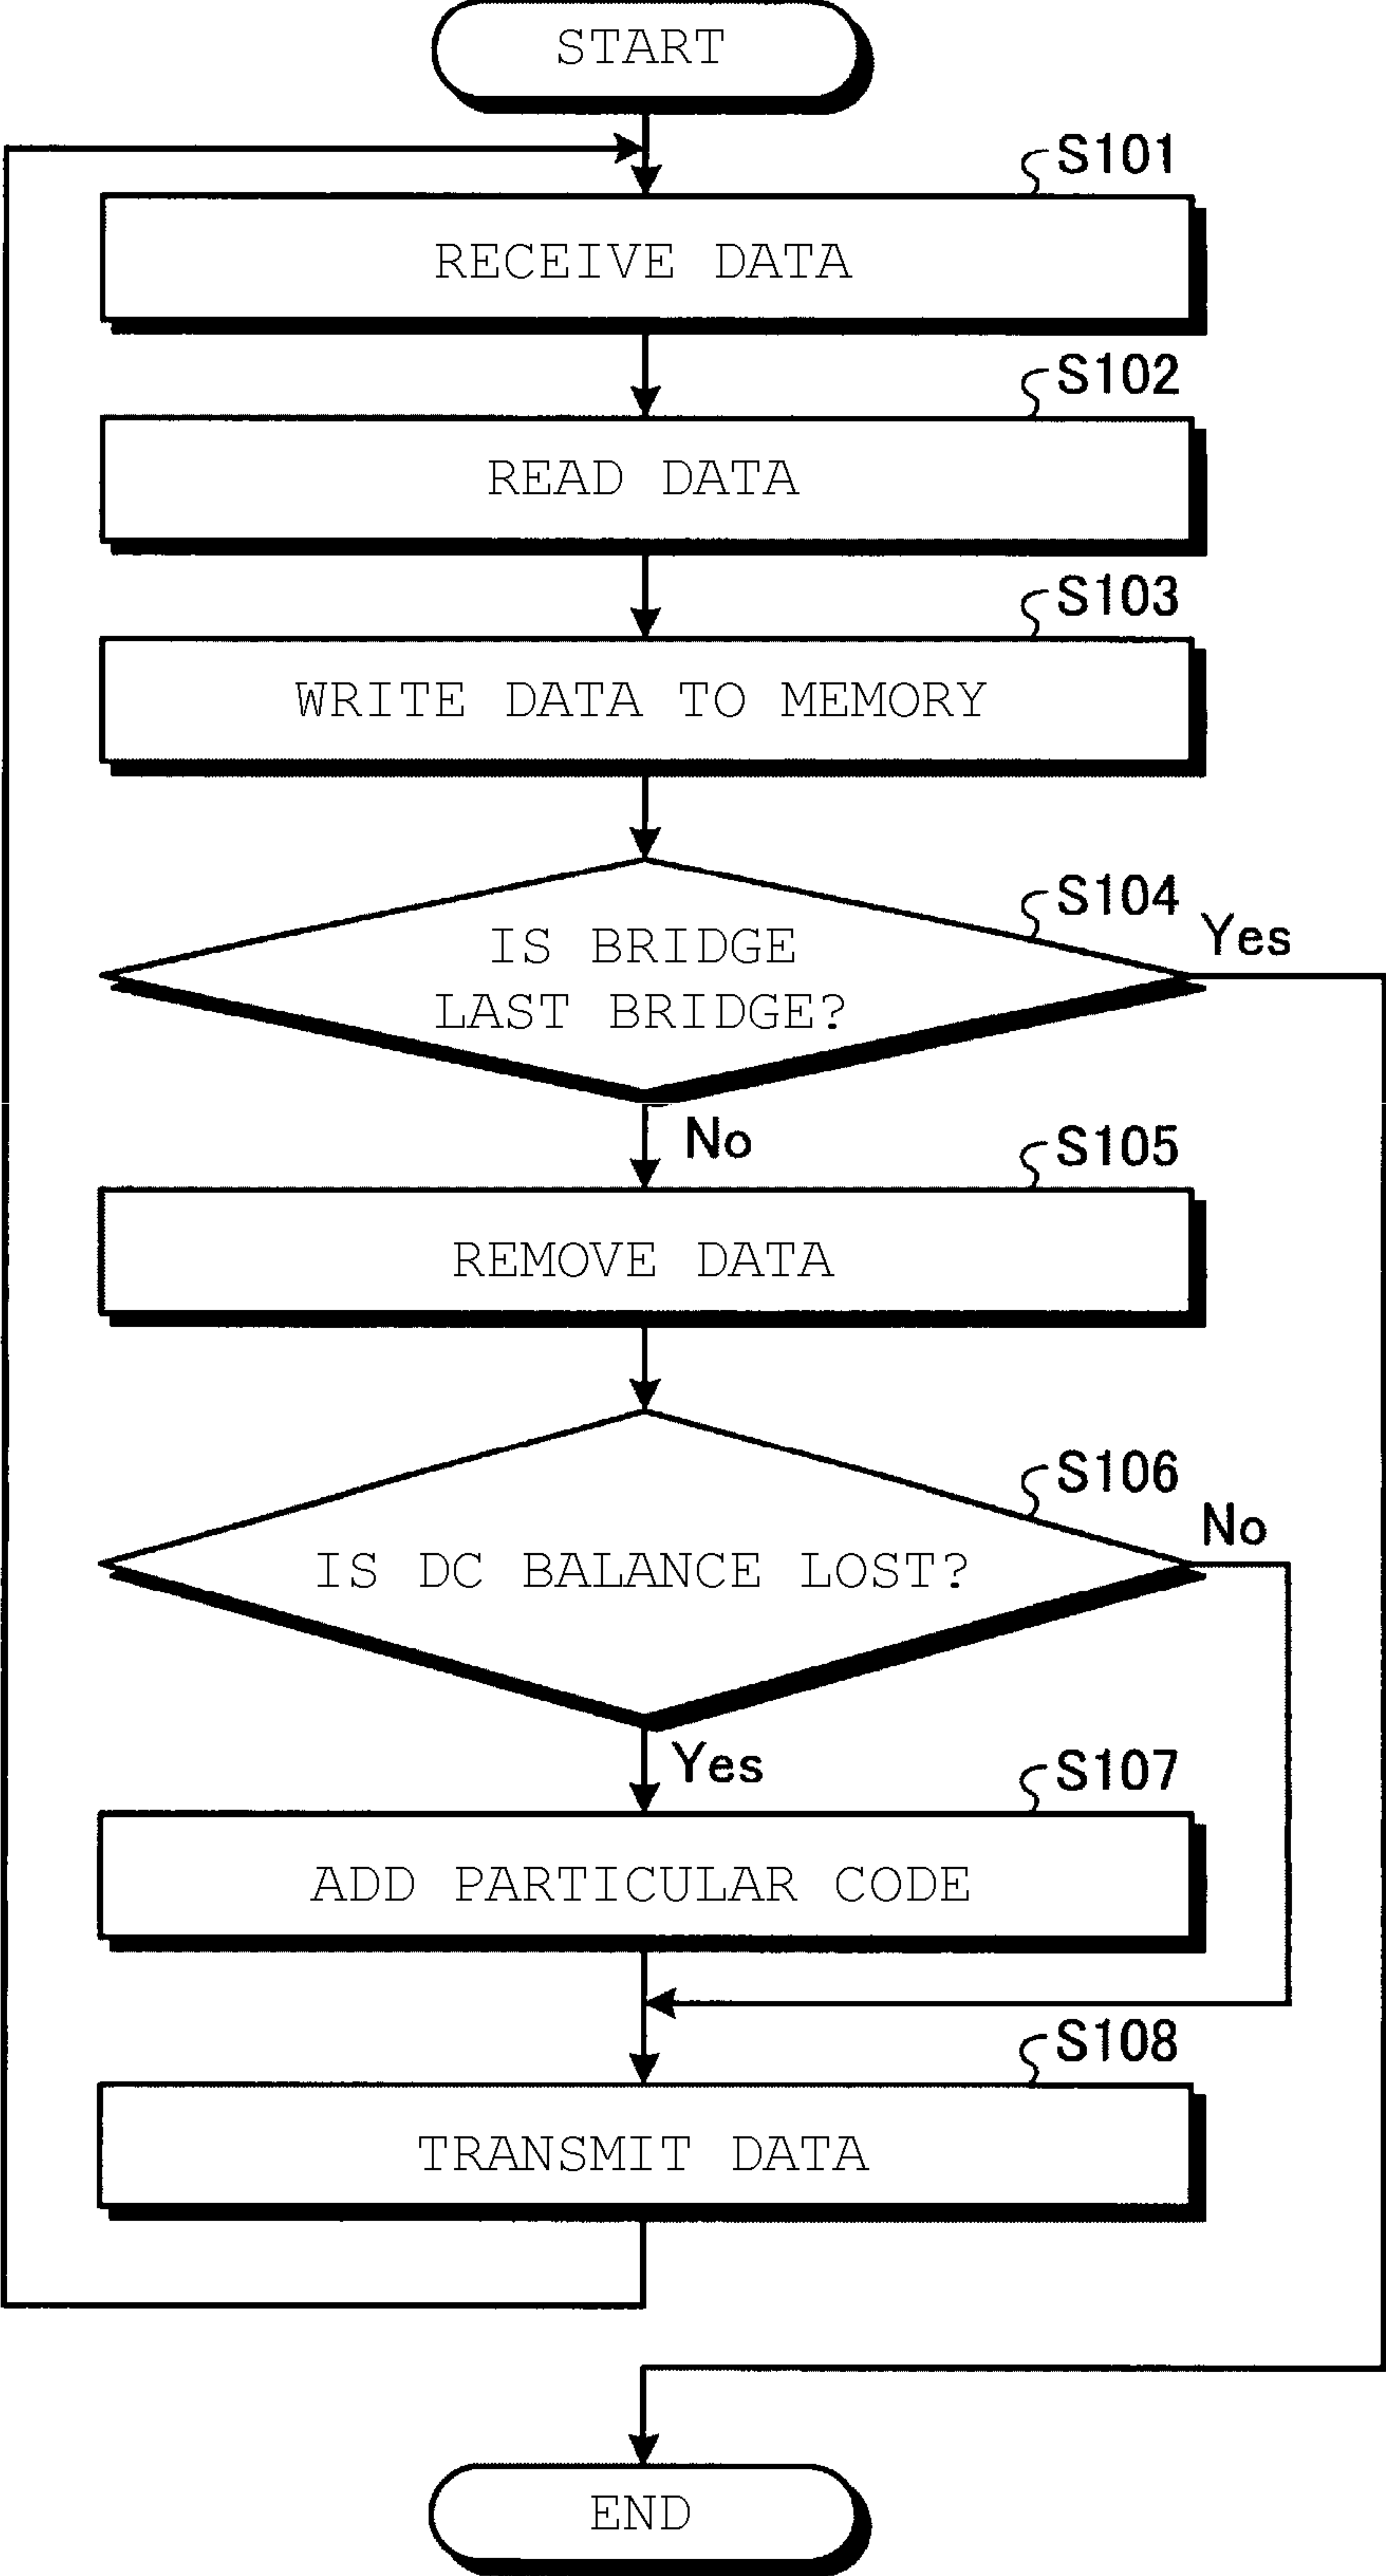 START
S101
RECEIVE DATA
S102
READ DATA
S103
WRITE DATA TO MEMORY
S104
Yes
IS BRIDGE
LAST BRIDGE?
No
S105
REMOVE DATA
S106
No
IS DC BALANCE LOST?
Yes
S107
ADD PARTICULAR CODE
S108
TRANSMIT DATA
END